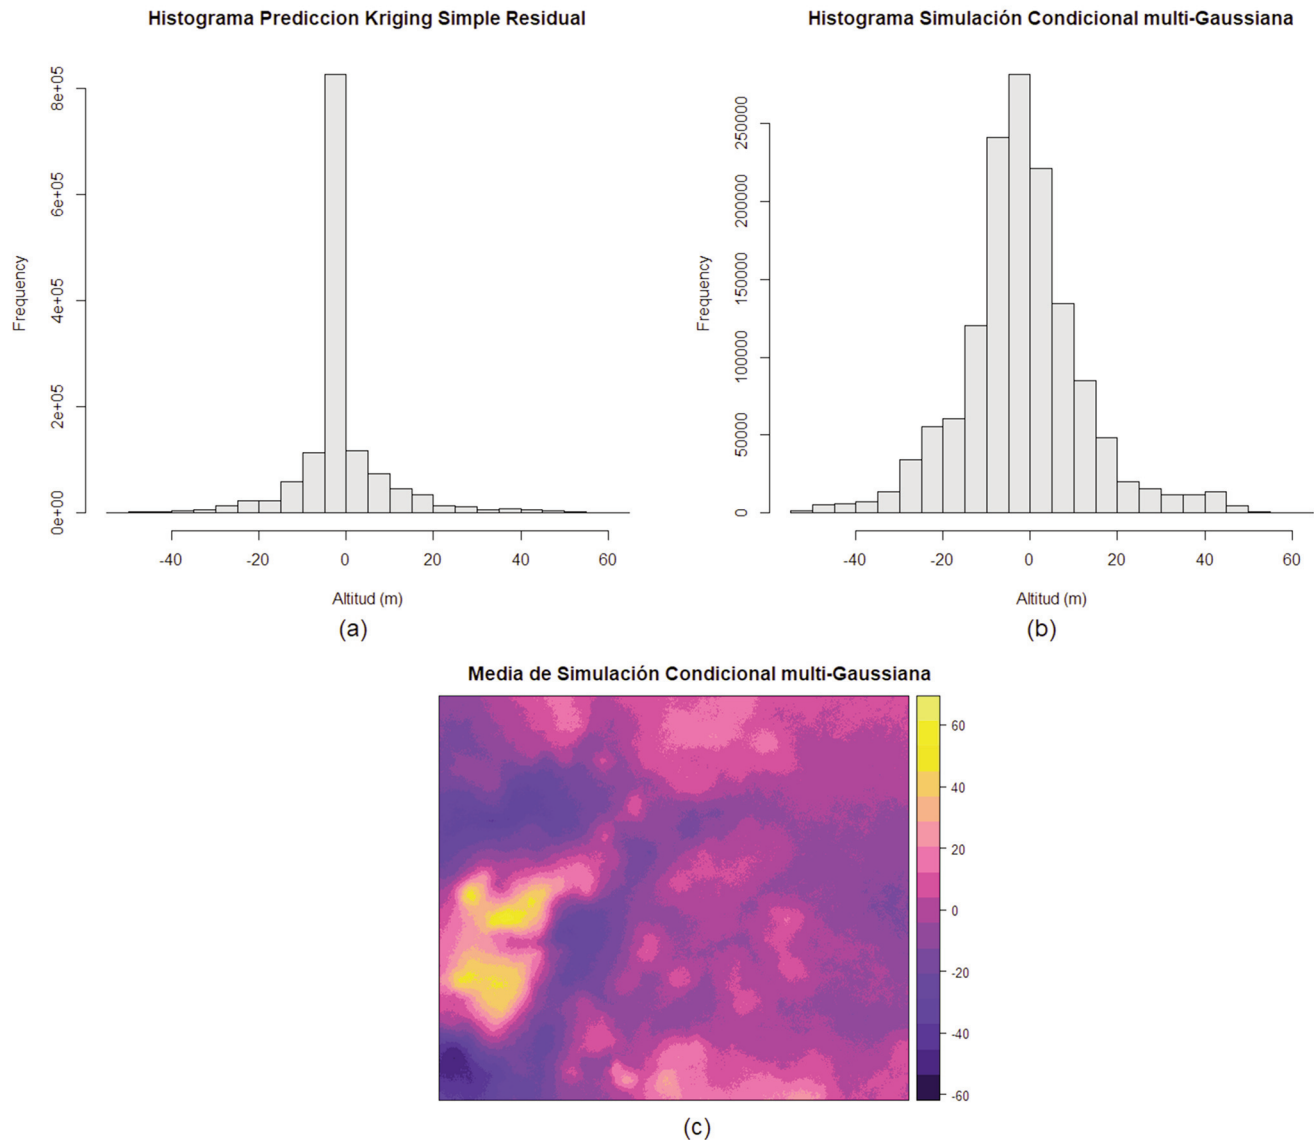 Histograma Prediccion Kriging Simple Residual
Frequency
8e+05
6e+05
4e+05
2e+05
0e+00
-40 -20 0 20 40 60
Altitud (m)
(a)
Histograma Simulación Condicional multi-Gaussiana
Frequency
250000
200000
150000
100000
50000
0
-40 -20 0 20 40 60
Altitud (m)
(b)
Media de Simulación Condicional multi-Gaussiana
60
40
20
0
-20
-40
-60
(c)